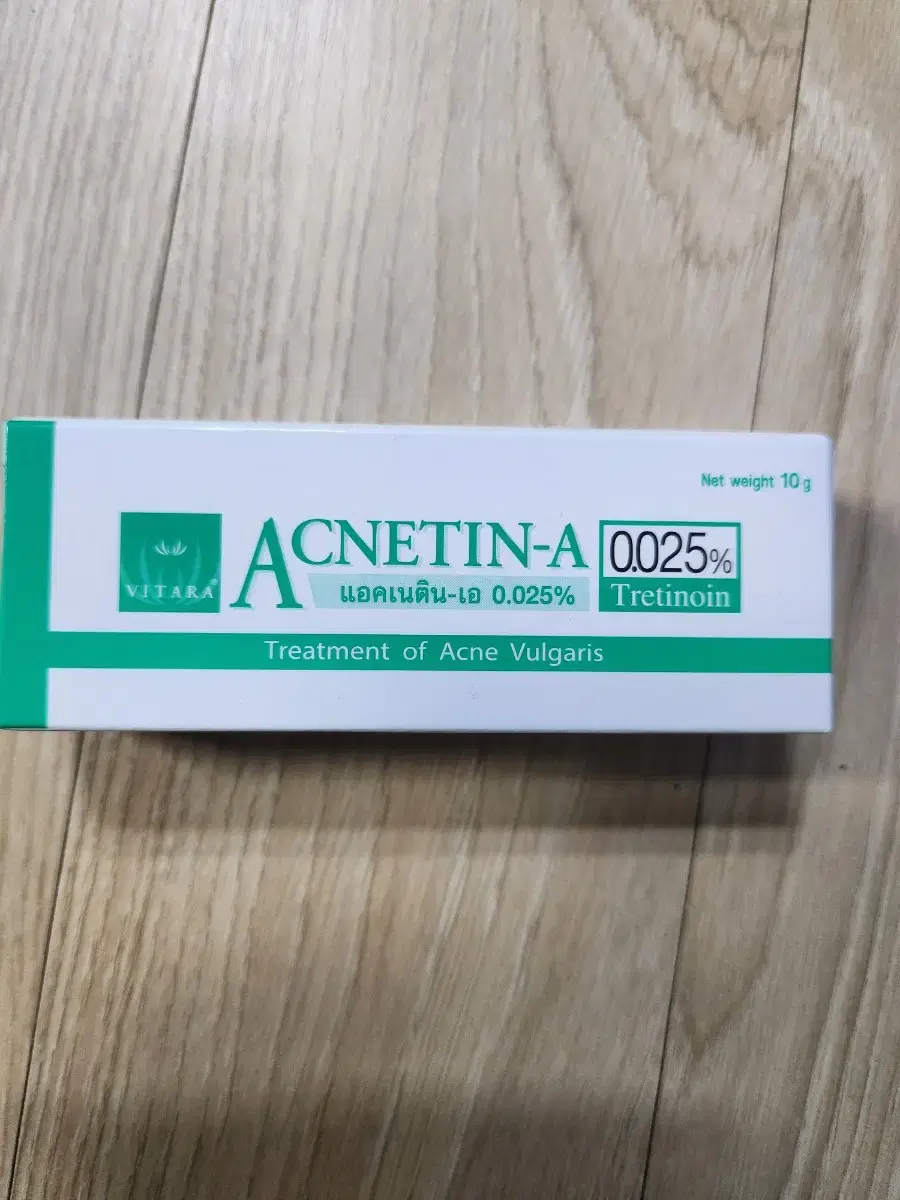 Net weight 10g
VITARA®
ACNETIN-A
แอคเนติน-เอ 0.025%
0.025%
Tretinoin
Treatment of Acne Vulgaris